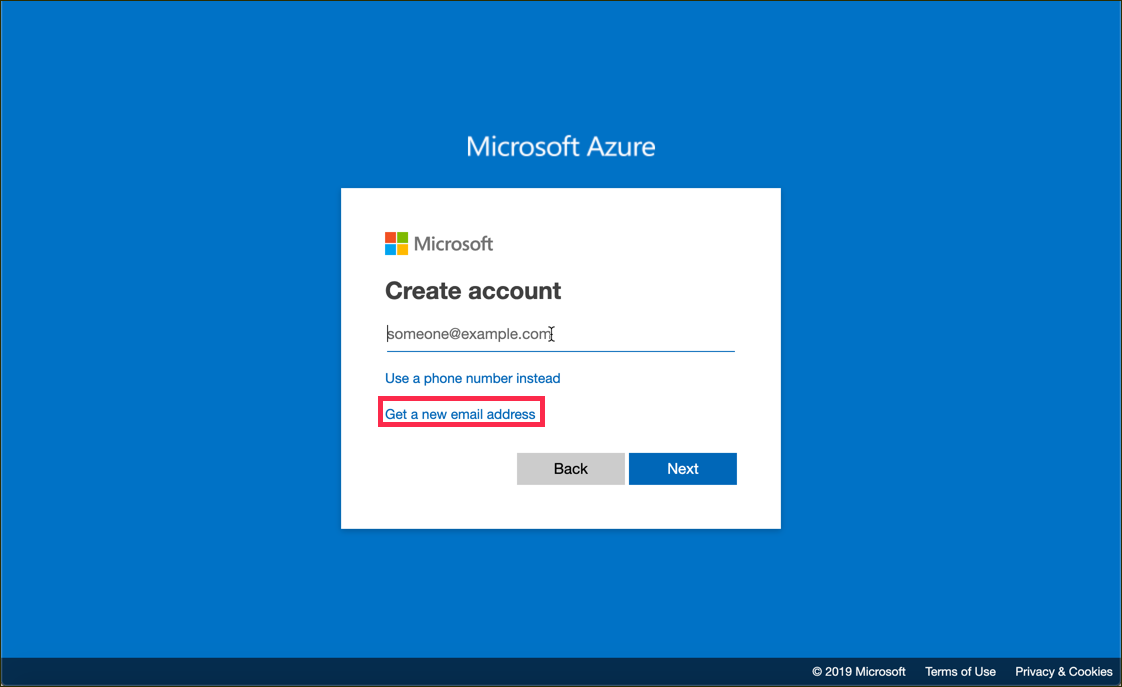 Microsoft Azure
Microsoft
Create account
someone@example.com
Use a phone number instead
Get a new email address
Back Next
© 2019 Microsoft Terms of Use Privacy & Cookies